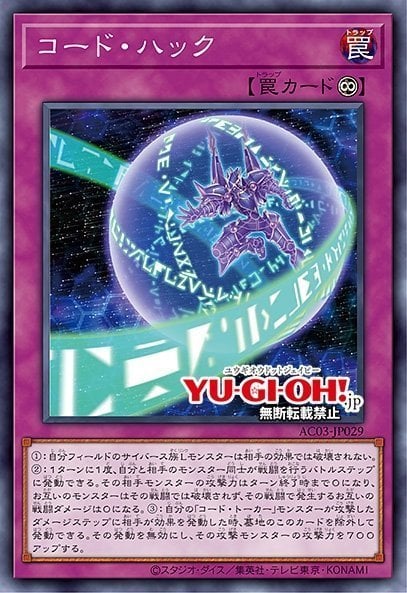 コード・ハック
トラップ
罠
トラップ
【罠カード】
ユウギオウドットジェイピー
YU-GI-OH!.jp
無断転載禁止
AC03-JP029
①：自分フィールドのサイバース族Lモンスターは相手の効果では破壊されない。
②：1ターンに1度、自分と相手のモンスター同士が戦闘を行うバトルステップ
に発動できる。その相手モンスターの攻撃力はターン終了時まで0になり、
お互いのモンスターはその戦闘では破壊されず、その戦闘で発生するお互いの
戦闘ダメージは0になる。③：自分の「コード・トーカー」モンスターが攻撃した
ダメージステップに相手が効果を発動した時、墓地のこのカードを除外して
発動できる。その発動を無効にし、その攻撃モンスターの攻撃力を700
アップする。
©スタジオ・ダイス／集英社・テレビ東京・KONAMI